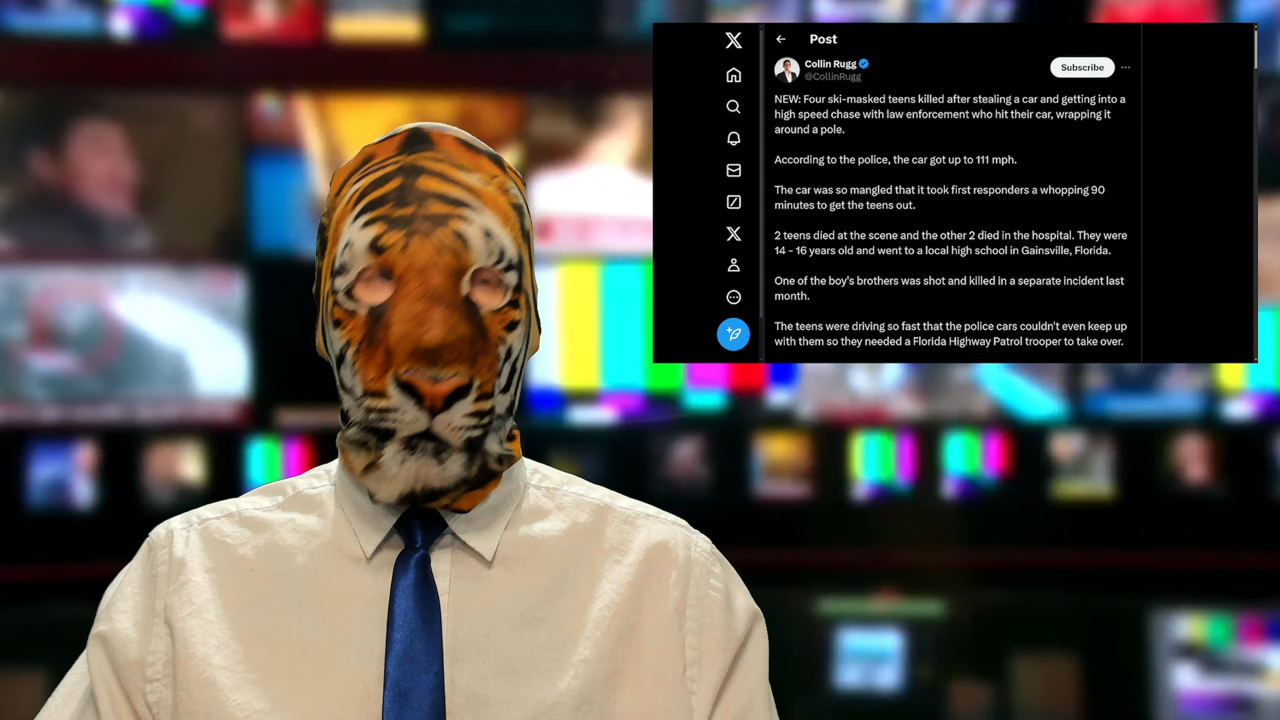 Post
Collin Rugg
@CollinRugg
Subscribe
NEW: Four ski-masked teens killed after stealing a car and getting into a
high speed chase with law enforcement who hit their car, wrapping it
around a pole.
According to the police, the car got up to 111 mph.
The car was so mangled that it took first responders a whopping 90
minutes to get the teens out.
2 teens died at the scene and the other 2 died in the hospital. They were
14 - 16 years old and went to a local high school in Gainsville, Florida.
One of the boy's brothers was shot and killed in a separate incident last
month.
The teens were driving so fast that the police cars couldn't even keep up
with them so they needed a Florida Highway Patrol trooper to take over.